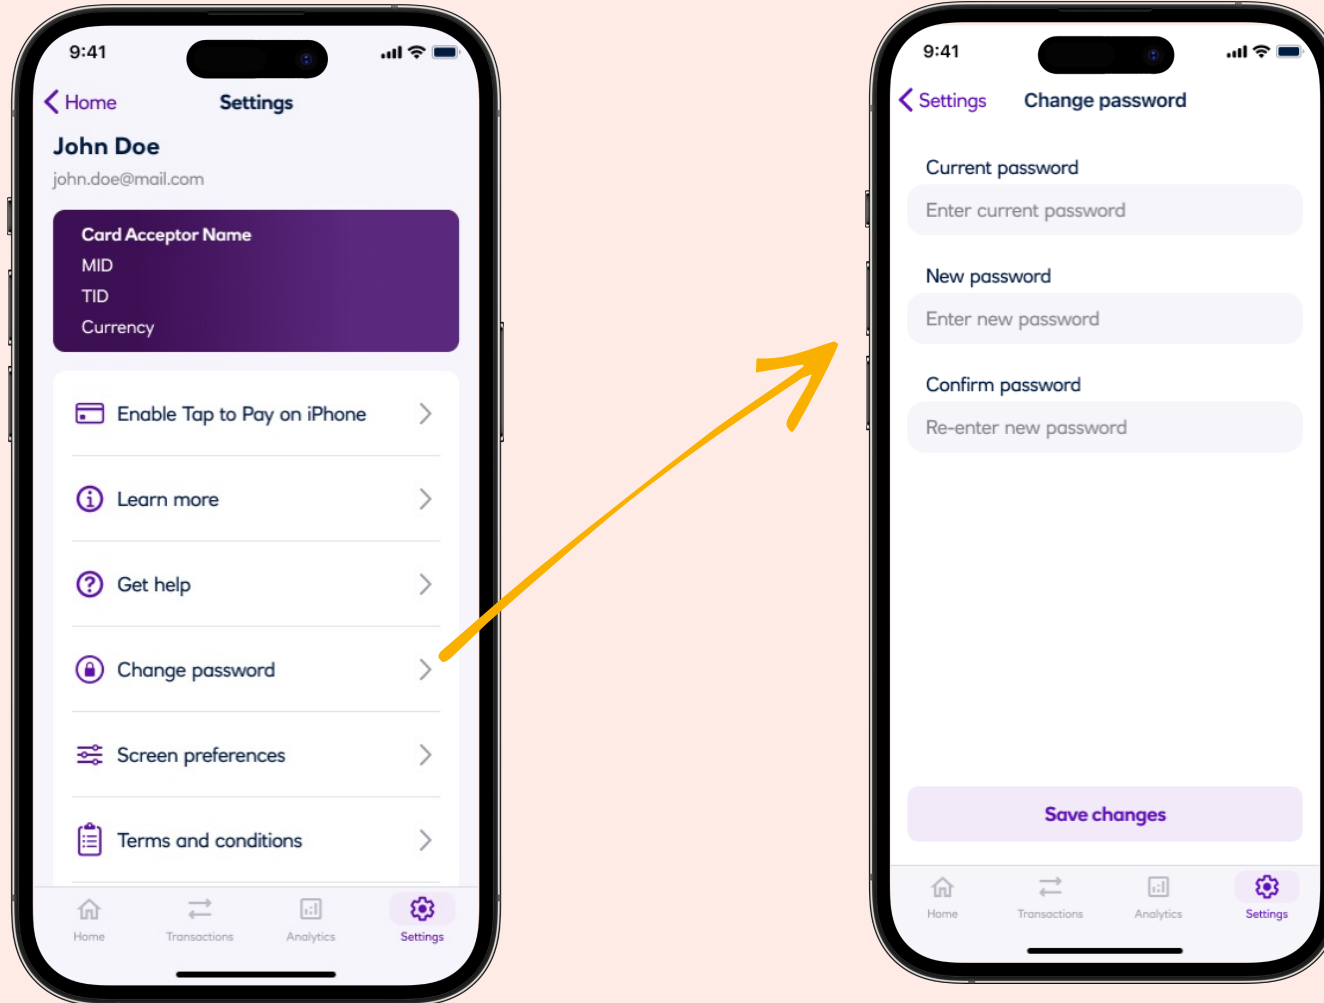 9:41
Home
Settings
John Doe
john.doe@mail.com
Card Acceptor Name
MID
TID
Currency
Enable Tap to Pay on iPhone
Learn more
Get help
Change password
Screen preferences
Terms and conditions
Home
Transactions
Analytics
Settings
9:41
Settings
Change password
Current password
Enter current password
New password
Enter new password
Confirm password
Re-enter new password
Save changes
Home
Transactions
Analytics
Settings